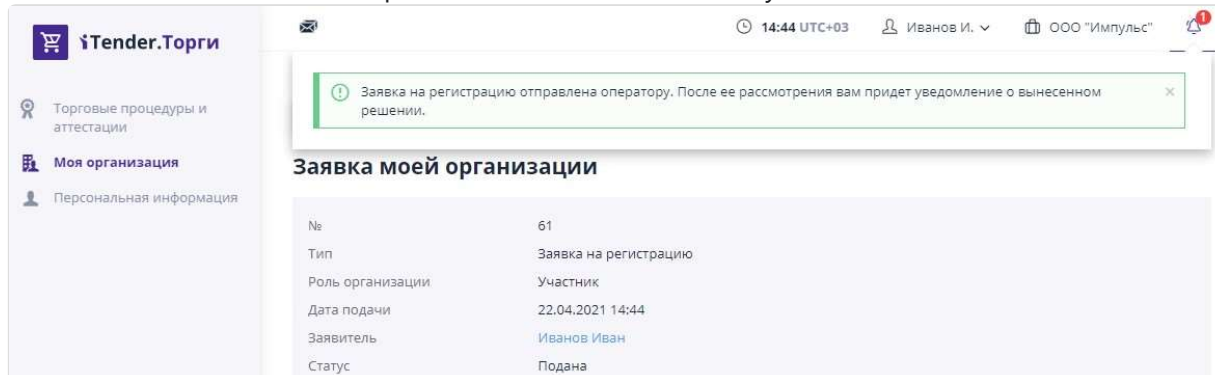 iTender.Торги
14:44 UTC+03 Иванов И. ООО "Импульс" 1
Заявка на регистрацию отправлена оператору. После ее рассмотрения вам придет уведомление о вынесенном
решении.
Торговые процедуры и
аттестации
Моя организация
Персональная информация
Заявка моей организации
№ 61
Тип Заявка на регистрацию
Роль организации Участник
Дата подачи 22.04.2021 14:44
Заявитель Иванов Иван
Статус Подана